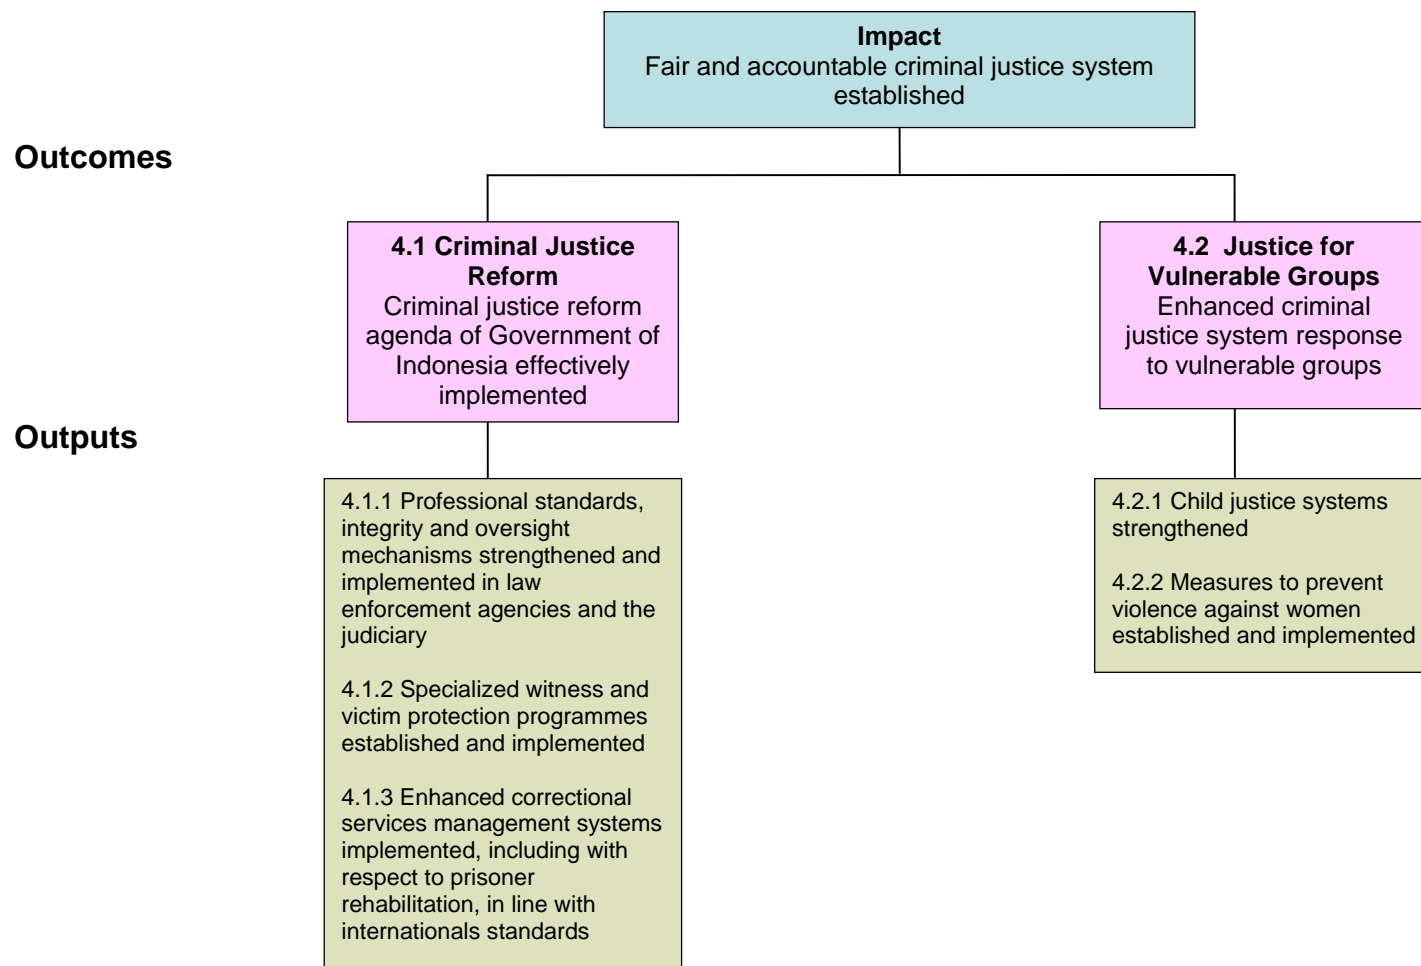 Impact
Fair and accountable criminal justice system
established
Outcomes
4.1 Criminal Justice
Reform
Criminal justice reform
agenda of Government of
Indonesia effectively
implemented
4.2  Justice for
Vulnerable Groups
Enhanced criminal
justice system response
to vulnerable groups
Outputs
4.1.1 Professional standards,
integrity and oversight
mechanisms strengthened and
implemented in law
enforcement agencies and the
judiciary
4.1.2 Specialized witness and
victim protection programmes
established and implemented
4.1.3 Enhanced correctional
services management systems
implemented, including with
respect to prisoner
rehabilitation, in line with
internationals standards
4.2.1 Child justice systems
strengthened
4.2.2 Measures to prevent
violence against women
established and implemented